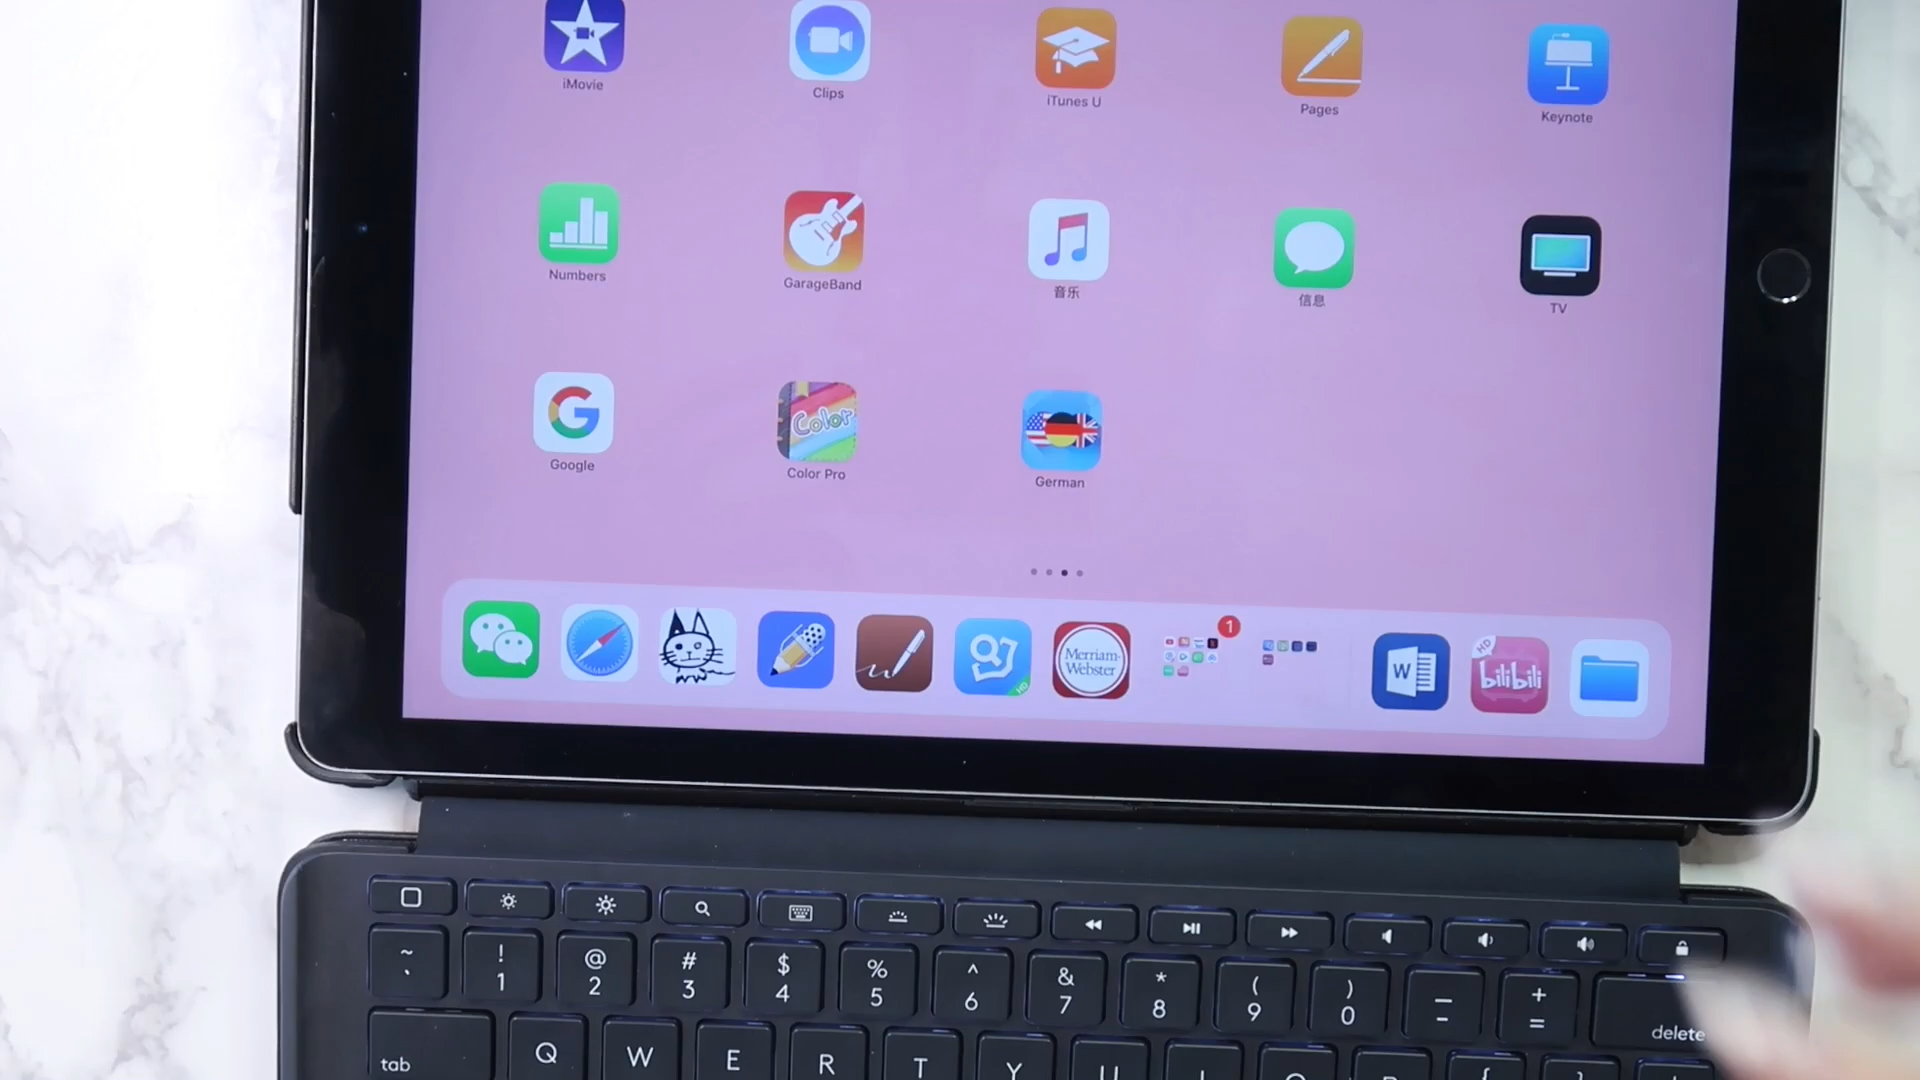 iMovie
Clips
iTunes U
Pages
Keynote
Numbers
GarageBand
音乐
信息
TV
Google
Color
Color Pro
German
1
Merriam-
Webster
W
HD
HD
bilibili
~ ! @ # $ % ^ & * ( ) _ +
` 1 2 3 4 5 6 7 8 9 0 - =
delete
tab Q W E R T Y U